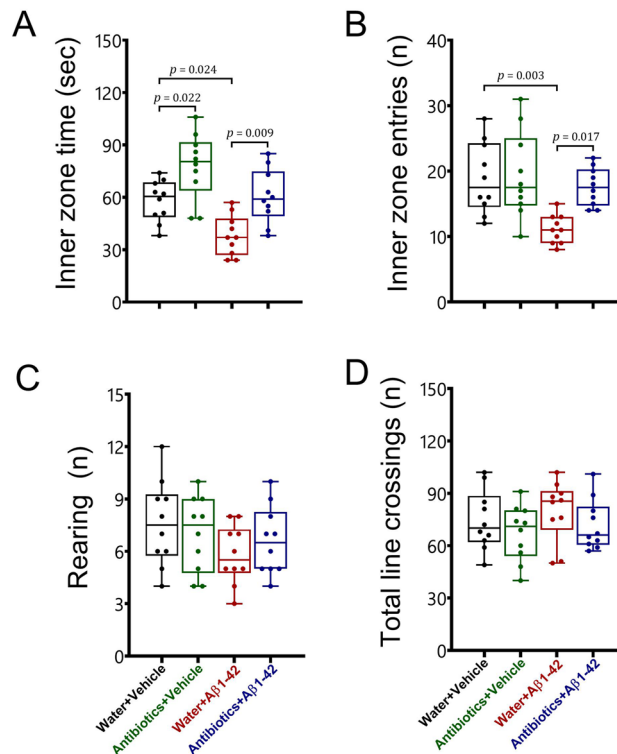 A
Inner zone time (sec)
150
120
90
60
30
0
p = 0.024
p = 0.022
p = 0.009
B
Inner zone entries (n)
40
30
20
10
0
p = 0.003
p = 0.017
C
Rearing (n)
15
12
9
6
3
0
Water+Vehicle
Antibiotics+Vehicle
Water+Aβ1-42
Antibiotics+Aβ1-42
D
Total line crossings (n)
150
120
90
60
30
0
Water+Vehicle
Antibiotics+Vehicle
Water+Aβ1-42
Antibiotics+Aβ1-42